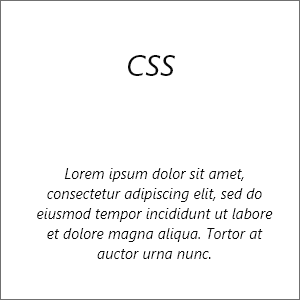 CSS
Lorem ipsum dolor sit amet,
consectetur adipiscing elit, sed do
eiusmod tempor incididunt ut labore
et dolore magna aliqua. Tortor at
auctor urna nunc.